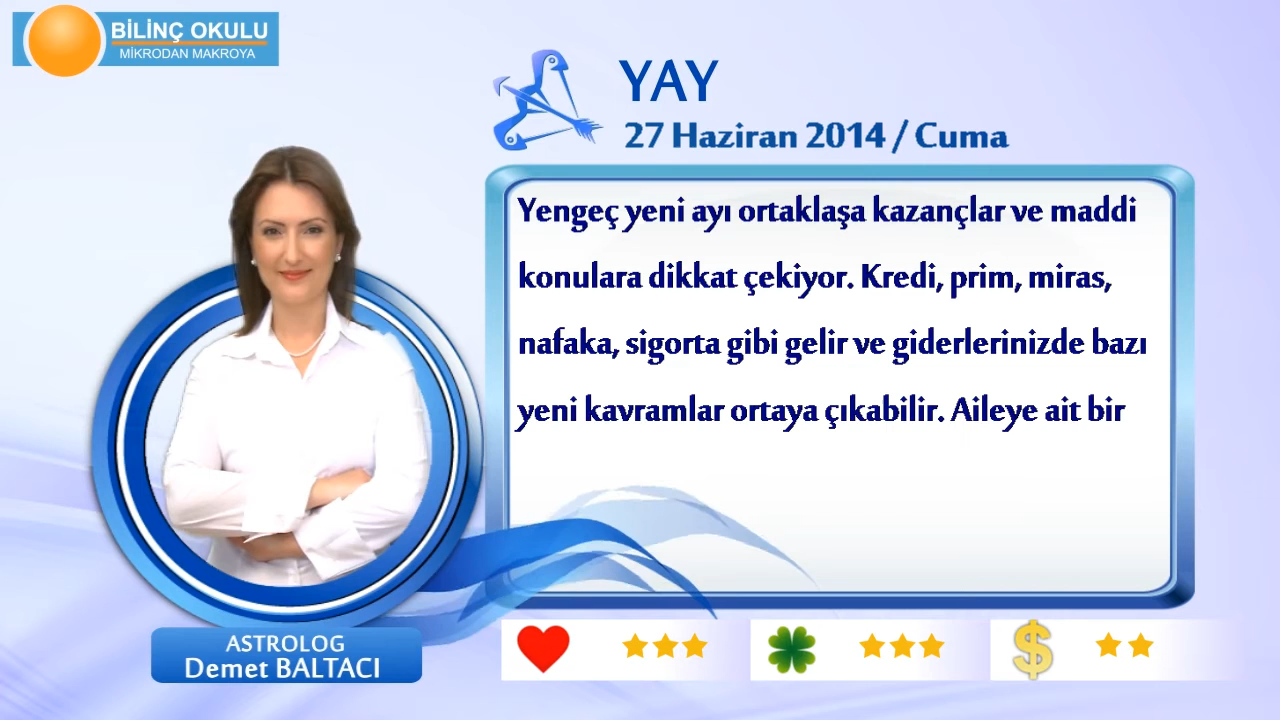 BİLİNÇ OKULU
MİKRODAN MAKROYA
YAY
27 Haziran 2014 / Cuma
Yengeç yeni ayı ortaklaşa kazançlar ve maddi
konulara dikkat çekiyor. Kredi, prim, miras,
nafaka, sigorta gibi gelir ve giderlerinizde bazı
yeni kavramlar ortaya çıkabilir. Aileye ait bir
ASTROLOG
Demet BALTACI